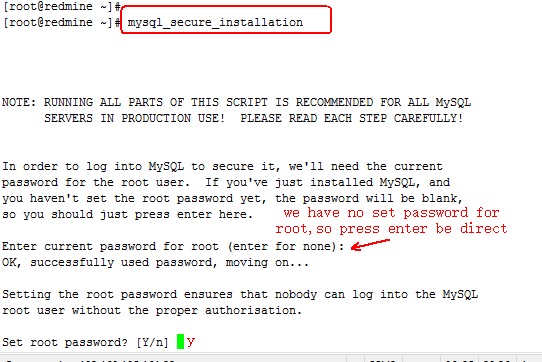 [root@redmine ~]#
[root@redmine ~]# mysql_secure_installation
NOTE: RUNNING ALL PARTS OF THIS SCRIPT IS RECOMMENDED FOR ALL MySQL
SERVERS IN PRODUCTION USE!  PLEASE READ EACH STEP CAREFULLY!
In order to log into MySQL to secure it, we'll need the current
password for the root user.  If you've just installed MySQL, and
you haven't set the root password yet, the password will be blank,
so you should just press enter here.
we have no set password for
root,so press enter be direct
Enter current password for root (enter for none):
OK, successfully used password, moving on...
Setting the root password ensures that nobody can log into the MySQL
root user without the proper authorisation.
Set root password? [Y/n] y